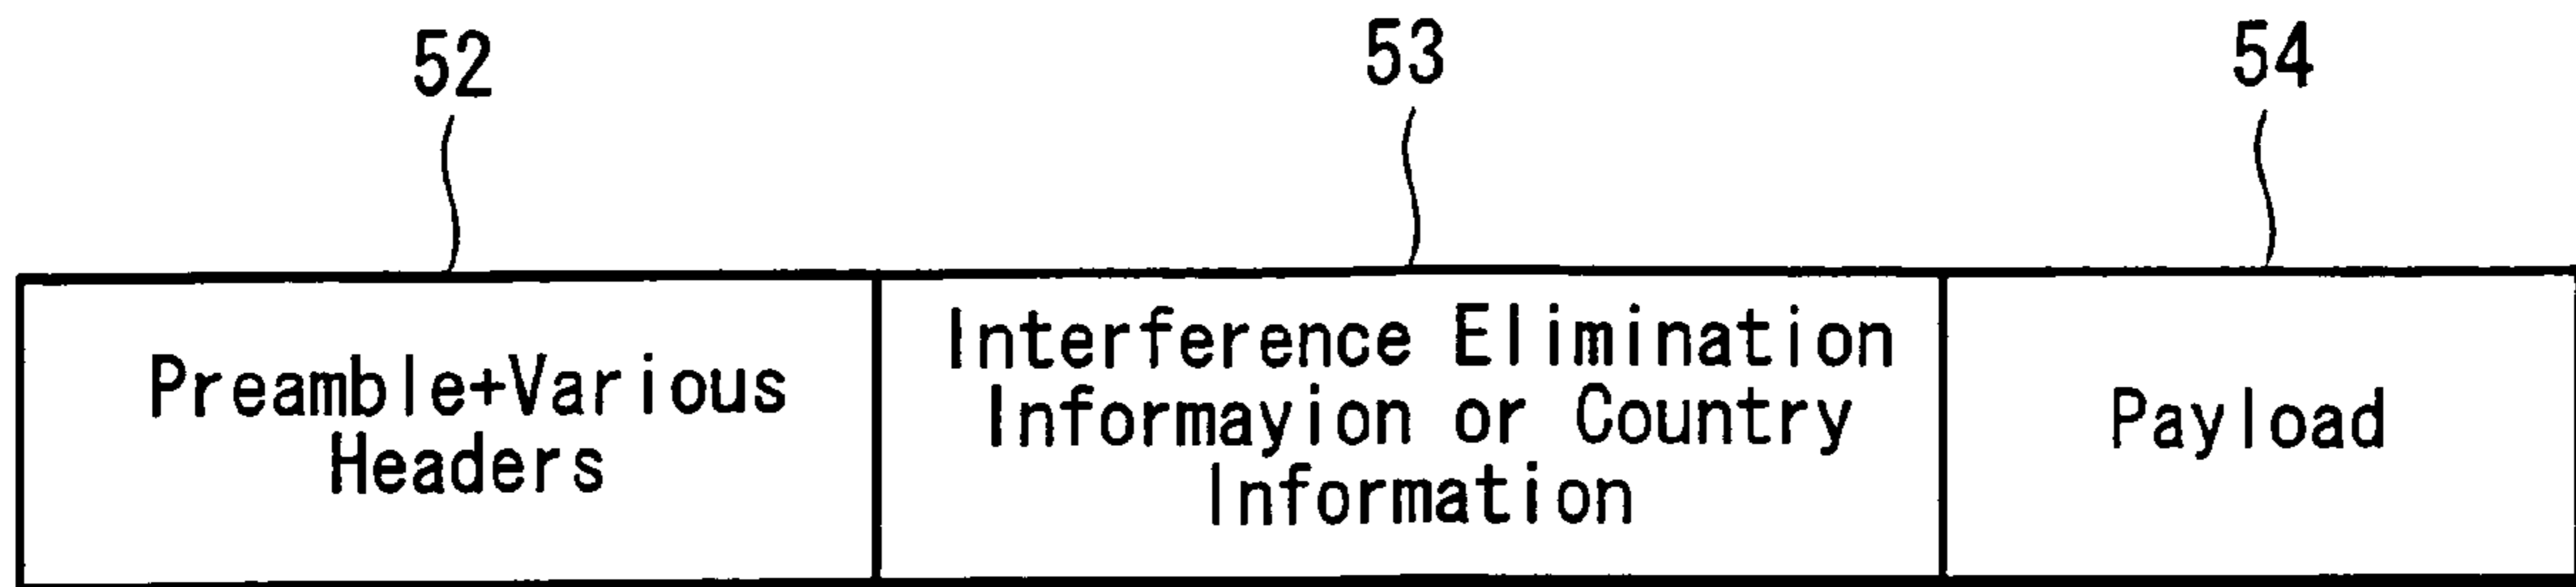 52
53
54
Preamble+Various
Headers
Interference Elimination
Informayion or Country
Information
Payload